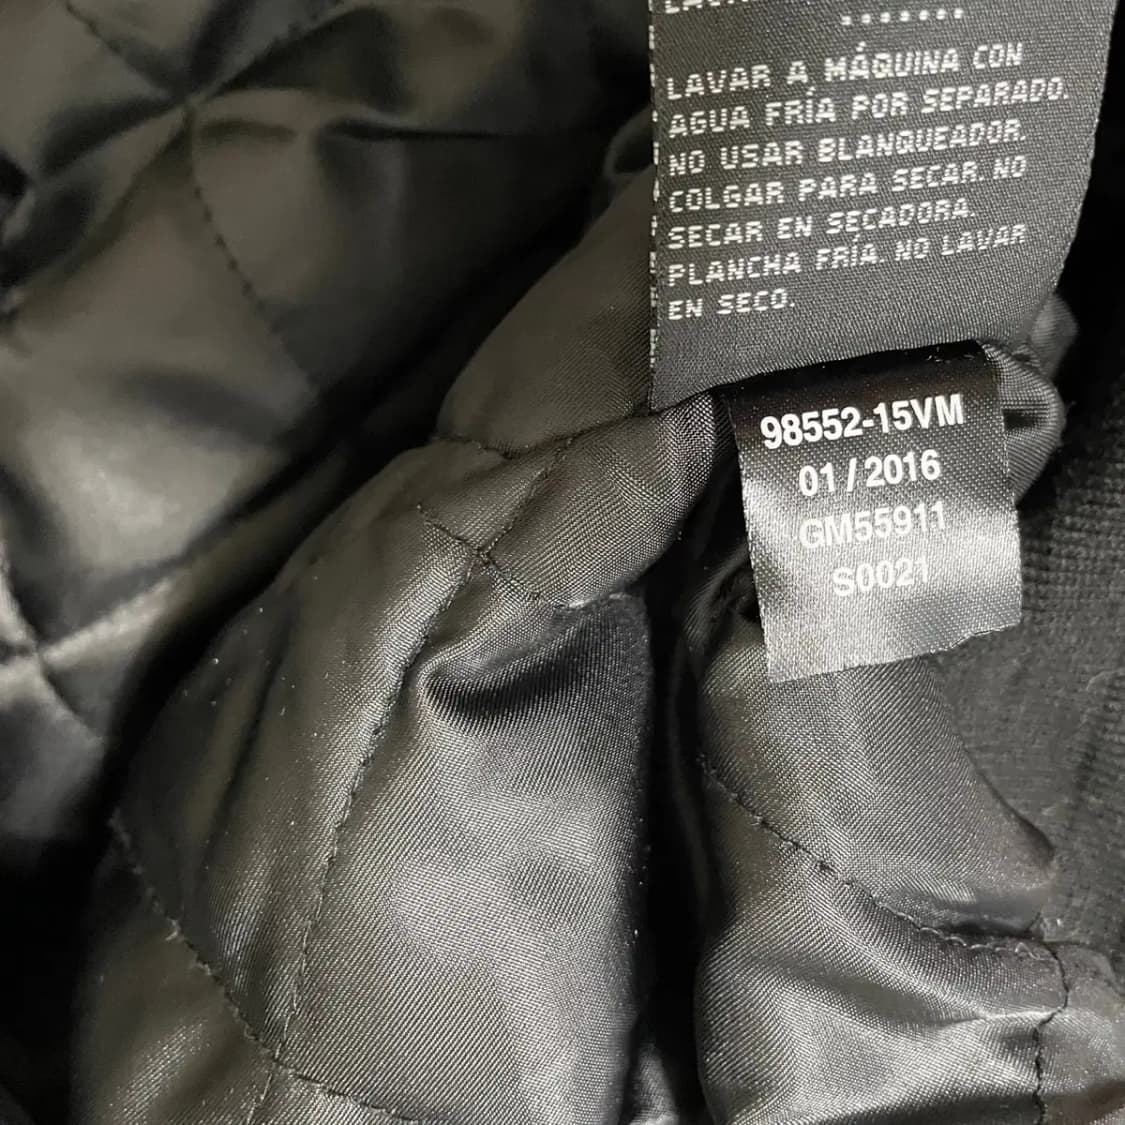 LAVAR A MÁQUINA CON
AGUA FRÍA POR SEPARADO.
NO USAR BLANQUEADOR.
COLGAR PARA SECAR. NO
SECAR EN SECADORA.
PLANCHA FRÍA. NO LAVAR
EN SECO.
98552-15VM
01 / 2016
GM55911
S0021